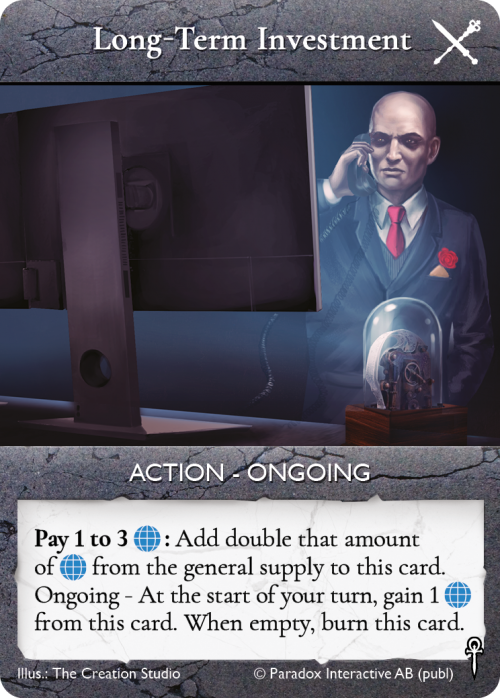 Long-Term Investment
ACTION - ONGOING
Pay 1 to 3 : Add double that amount
of from the general supply to this card.
Ongoing - At the start of your turn, gain 1
from this card. When empty, burn this card.
Illus.: The Creation Studio © Paradox Interactive AB (publ)